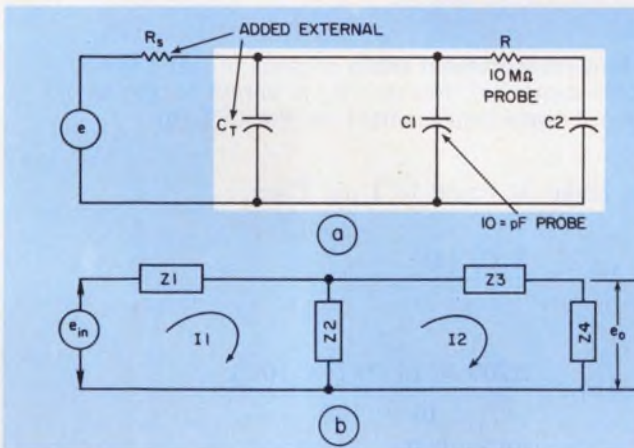 R_s ADDED EXTERNAL
e
C_T
C1
R
10 MΩ
PROBE
C2
10 = pF PROBE
a
Z1
Z3
e_in
I1
Z2
I2
Z4
e_o
b